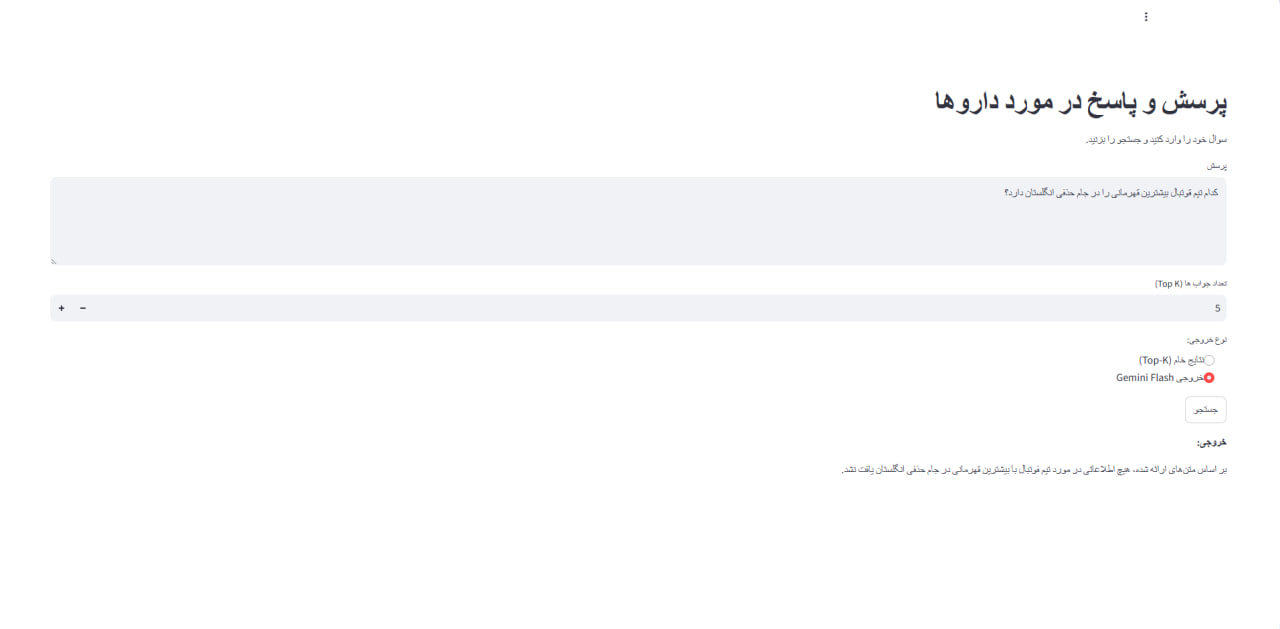 پرسش و پاسخ در مورد دارو ها
سوال خود را وارد کنید و جستجو را بزنید.
پرسش
کدام تیم فوتبال بیشترین قهرمانی را در جام حذفی انگلستان دارد؟
تعداد جواب ها (Top K)
5
نوع خروجی:
نتایج خام (Top-K)
خروجی Gemini Flash
جستجو
خروجی:
بر اساس متن‌های ارائه شده، هیچ اطلاعاتی در مورد تیم فوتبال با بیشترین قهرمانی در جام حذفی انگلستان یافت نشد.